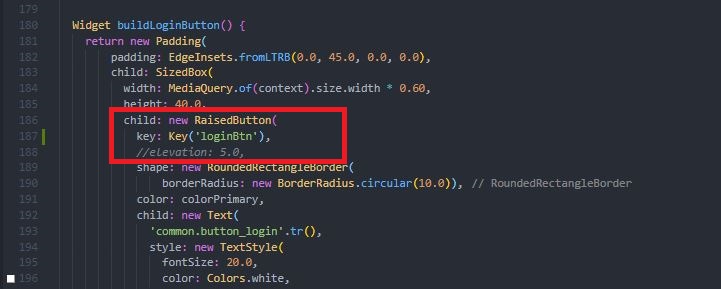 179
180 Widget buildLoginButton() {
181 return new Padding(
182 padding: EdgeInsets.fromLTRB(0.0, 45.0, 0.0, 0.0),
183 child: SizedBox(
184 width: MediaQuery.of(context).size.width * 0.60,
185 height: 40.0,
186 child: new RaisedButton(
187 key: Key('loginBtn'),
188 //eLevation: 5.0,
189 shape: new RoundedRectangleBorder(
190 borderRadius: new BorderRadius.circular(10.0)), // RoundedRectangleBorder
191 color: colorPrimary,
192 child: new Text(
193 'common.button_login'.tr(),
194 style: new TextStyle(
195 fontSize: 20.0,
196 color: Colors.white,